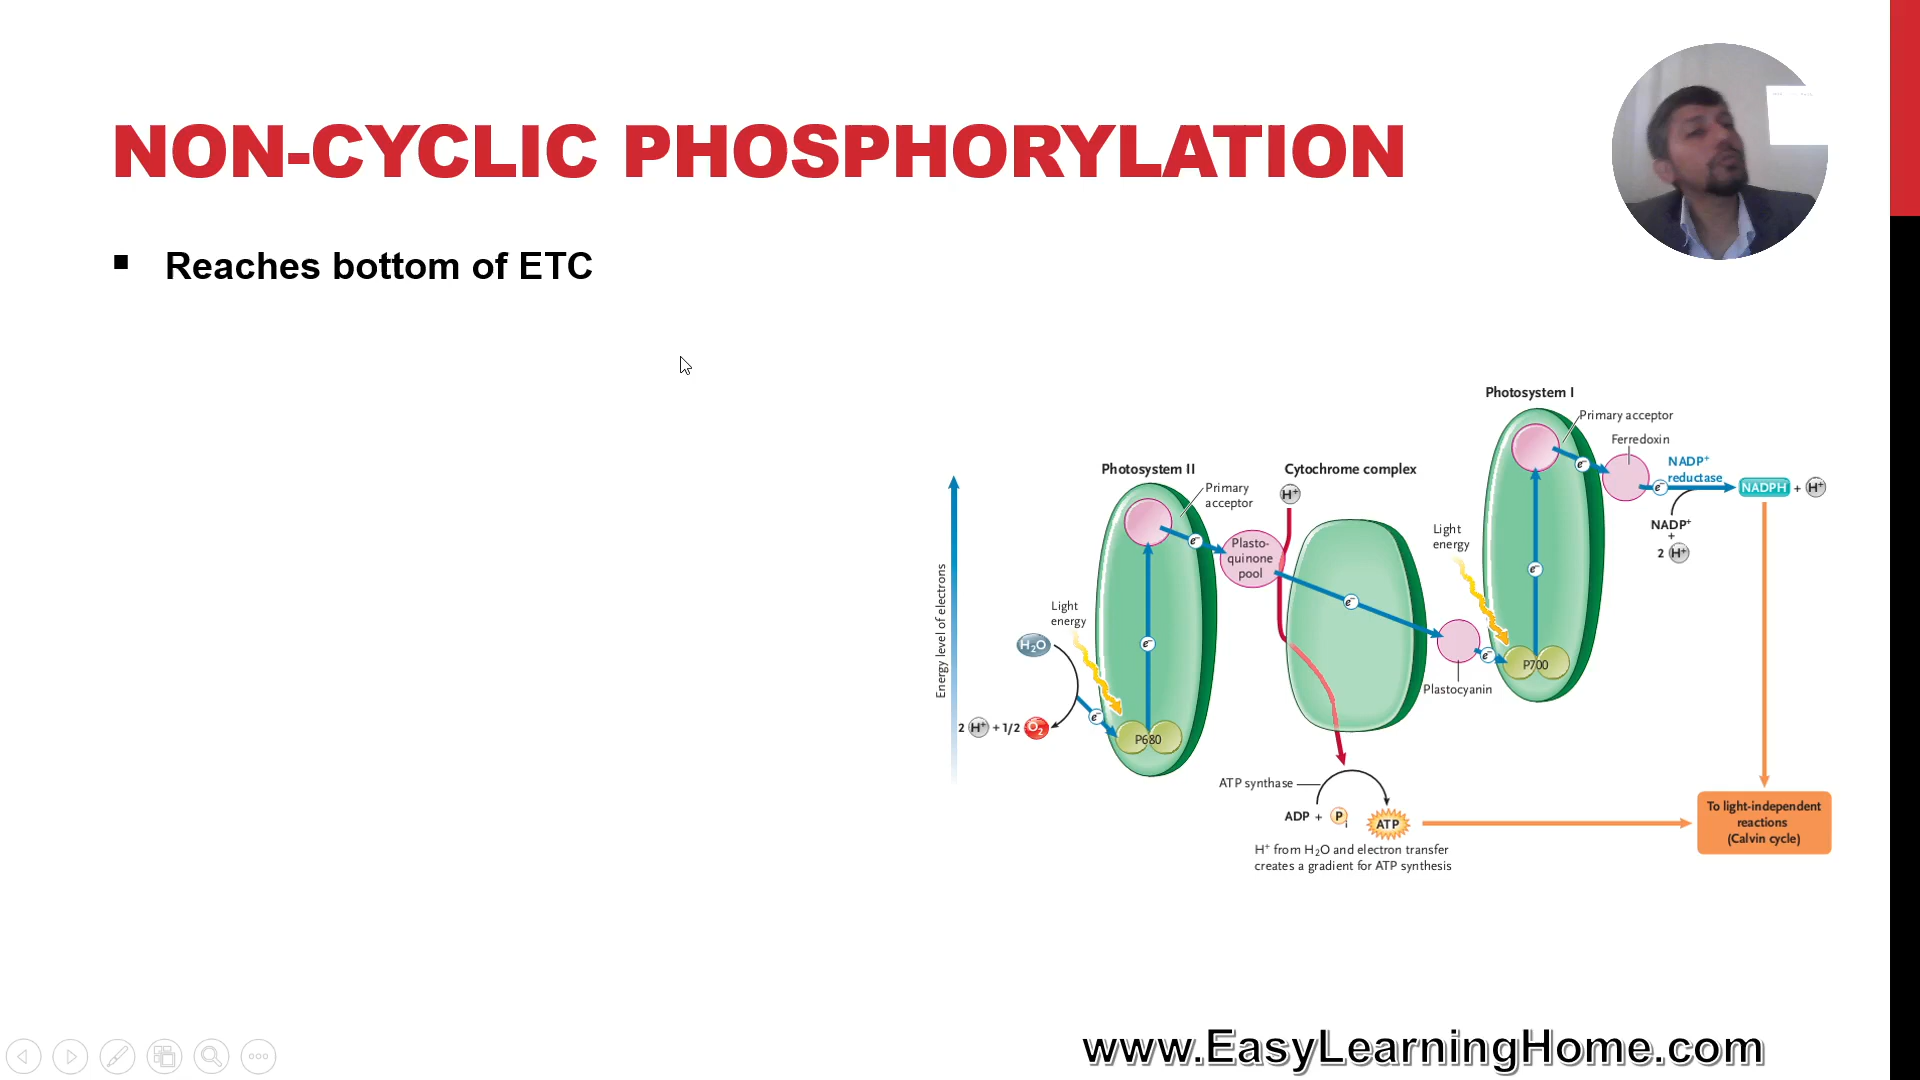 NON-CYCLIC PHOSPHORYLATION
Reaches bottom of ETC
Photosystem I
Primary acceptor
Ferredoxin
NADP⁺
reductase
NADPH + H⁺
NADP⁺
+
2 H⁺
Photosystem II
Primary
acceptor
Cytochrome complex
H⁺
Plasto-
quinone
pool
Light
energy
e⁻
e⁻
e⁻
e⁻
e⁻
e⁻
e⁻
e⁻
Energy level of electrons
Light
energy
H₂O
2 H⁺ + 1/2 O₂
P680
P700
Plastocyanin
ATP synthase
ADP + Pi
ATP
H⁺ from H₂O and electron transfer
creates a gradient for ATP synthesis
To light-independent
reactions
(Calvin cycle)
www.EasyLearningHome.com